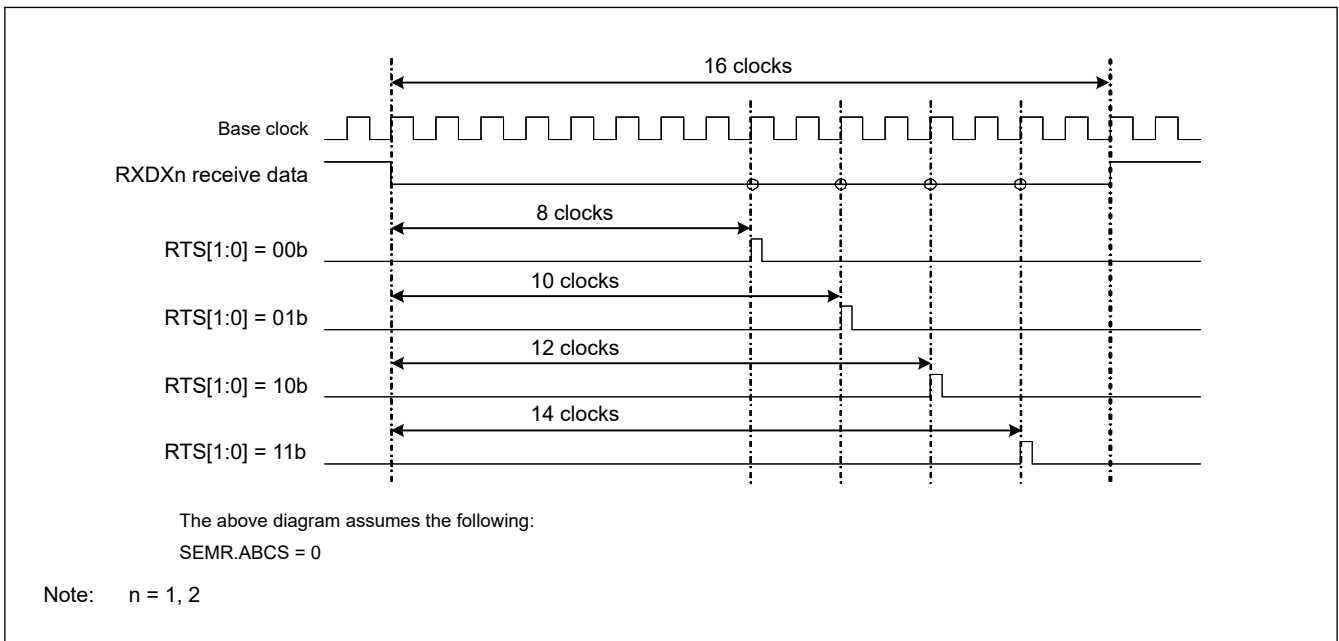 16 clocks
Base clock
RXDXn receive data
8 clocks
RTS[1:0] = 00b
10 clocks
RTS[1:0] = 01b
12 clocks
RTS[1:0] = 10b
14 clocks
RTS[1:0] = 11b
The above diagram assumes the following:
SEMR.ABCS = 0
Note: n = 1, 2